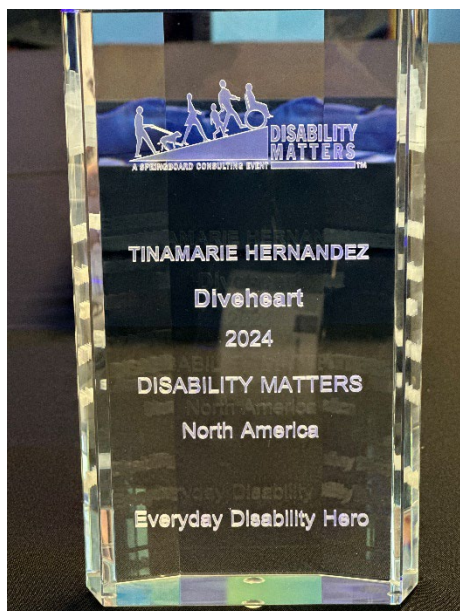 DISABILITY
MATTERS
A SPRINGBOARD CONSULTING EVENT TM
TINAMARIE HERNANDEZ
Diveheart
2024
DISABILITY MATTERS
North America
Everyday Disability Hero